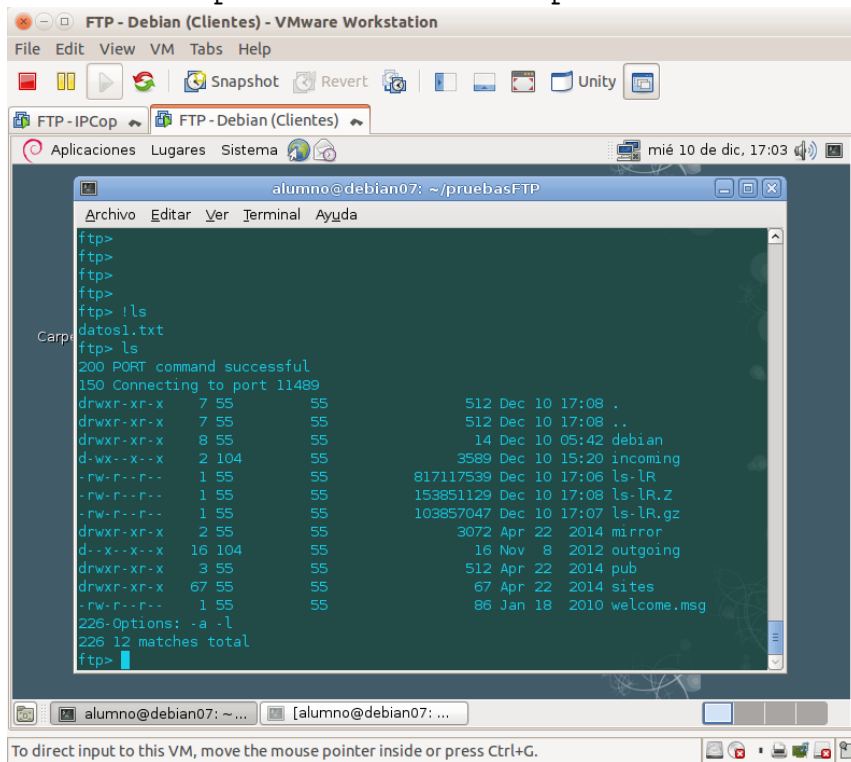 FTP - Debian (Clientes) - VMware Workstation
File Edit View VM Tabs Help
Snapshot Revert Unity
FTP - IPCop FTP - Debian (Clientes)
Aplicaciones Lugares Sistema mié 10 de dic, 17:03
alumno@debian07: ~/pruebasFTP
Archivo Editar Ver Terminal Ayuda
ftp>
ftp>
ftp>
ftp>
ftp> !ls
datos1.txt
Carpe
ftp> ls
200 PORT command successful
150 Connecting to port 11489
drwxr-xr-x 7 55 55 512 Dec 10 17:08 .
drwxr-xr-x 7 55 55 512 Dec 10 17:08 ..
drwxr-xr-x 8 55 55 14 Dec 10 05:42 debian
d-wx--x--x 2 104 55 3589 Dec 10 15:20 incoming
-rw-r--r-- 1 55 55 817117539 Dec 10 17:06 ls-lR
-rw-r--r-- 1 55 55 153851129 Dec 10 17:08 ls-lR.Z
-rw-r--r-- 1 55 55 103857047 Dec 10 17:07 ls-lR.gz
drwxr-xr-x 2 55 55 3072 Apr 22 2014 mirror
d--x--x--x 16 104 55 16 Nov 8 2012 outgoing
drwxr-xr-x 3 55 55 512 Apr 22 2014 pub
drwxr-xr-x 67 55 55 67 Apr 22 2014 sites
-rw-r--r-- 1 55 55 86 Jan 18 2010 welcome.msg
226-Options: -a -l
226 12 matches total
ftp>
alumno@debian07: ~... [alumno@debian07: ...
To direct input to this VM, move the mouse pointer inside or press Ctrl+G.